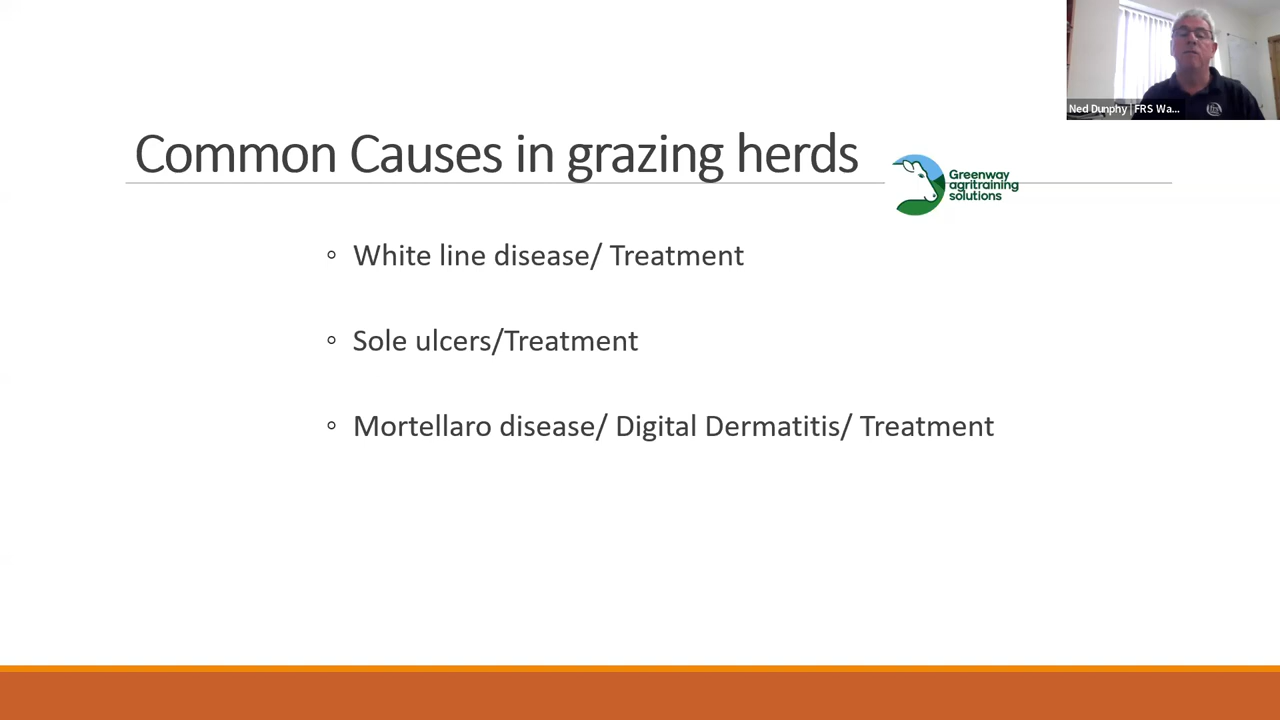 Ned Dunphy | FRS Wa...
Common Causes in grazing herds
Greenway
agritraining
solutions
◦ White line disease/ Treatment
◦ Sole ulcers/Treatment
◦ Mortellaro disease/ Digital Dermatitis/ Treatment